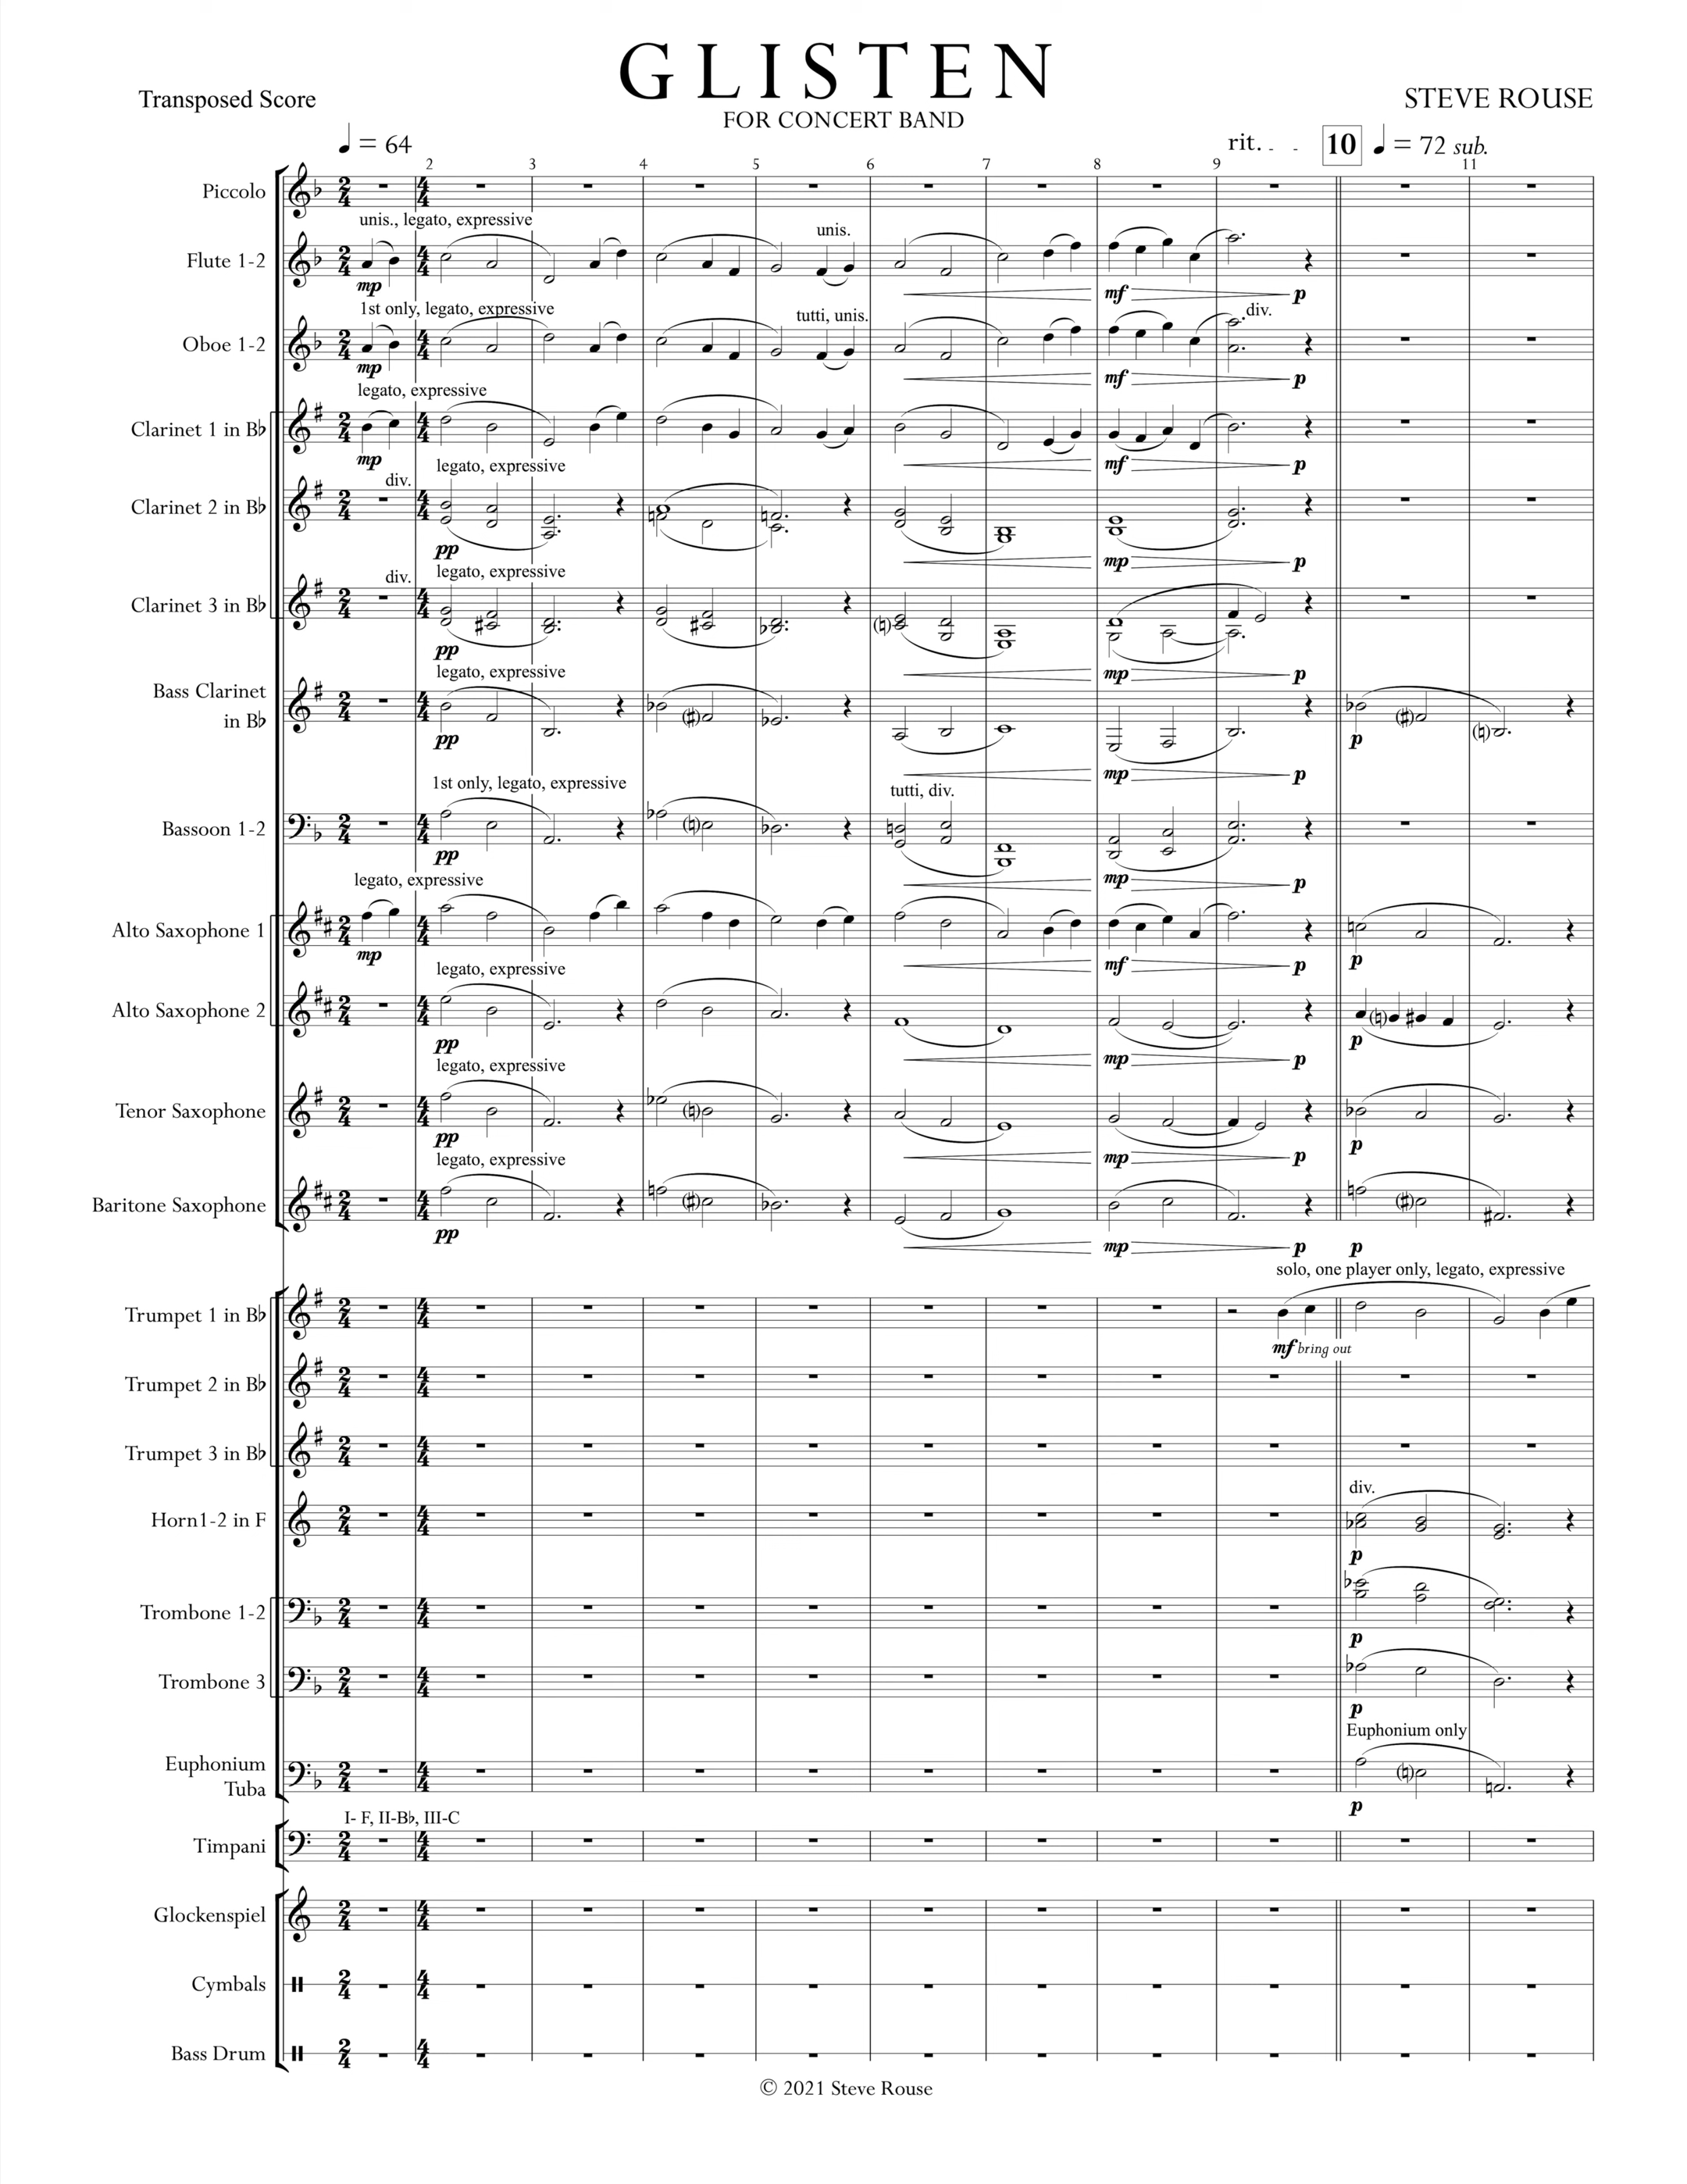 GLISTEN
Transposed Score
STEVE ROUSE
FOR CONCERT BAND
= 64
rit.
10
= 72 sub.
2 3 4 5 6 7 8 9 11
Piccolo
2 4 4 4
unis., legato, expressive
unis.
Flute 1-2
mp mf p
1st only, legato, expressive
tutti, unis.
div.
Oboe 1-2
mp mf p
legato, expressive
Clarinet 1 in B♭
mp mf p
div.
legato, expressive
Clarinet 2 in B♭
pp mp p
div.
legato, expressive
Clarinet 3 in B♭
pp mp p
legato, expressive
Bass Clarinet
in B♭
pp mp p p
1st only, legato, expressive
tutti, div.
Bassoon 1-2
pp mp p
legato, expressive
Alto Saxophone 1
mp mf p p
legato, expressive
Alto Saxophone 2
pp mp p p
legato, expressive
Tenor Saxophone
pp mp p p
legato, expressive
Baritone Saxophone
pp mp p p
solo, one player only, legato, expressive
Trumpet 1 in B♭
mf bring out
Trumpet 2 in B♭
Trumpet 3 in B♭
div.
Horn1-2 in F
p
Trombone 1-2
p
Trombone 3
p
Euphonium only
Euphonium
Tuba
p
I- F, II-B♭, III-C
Timpani
Glockenspiel
Cymbals
Bass Drum
© 2021 Steve Rouse